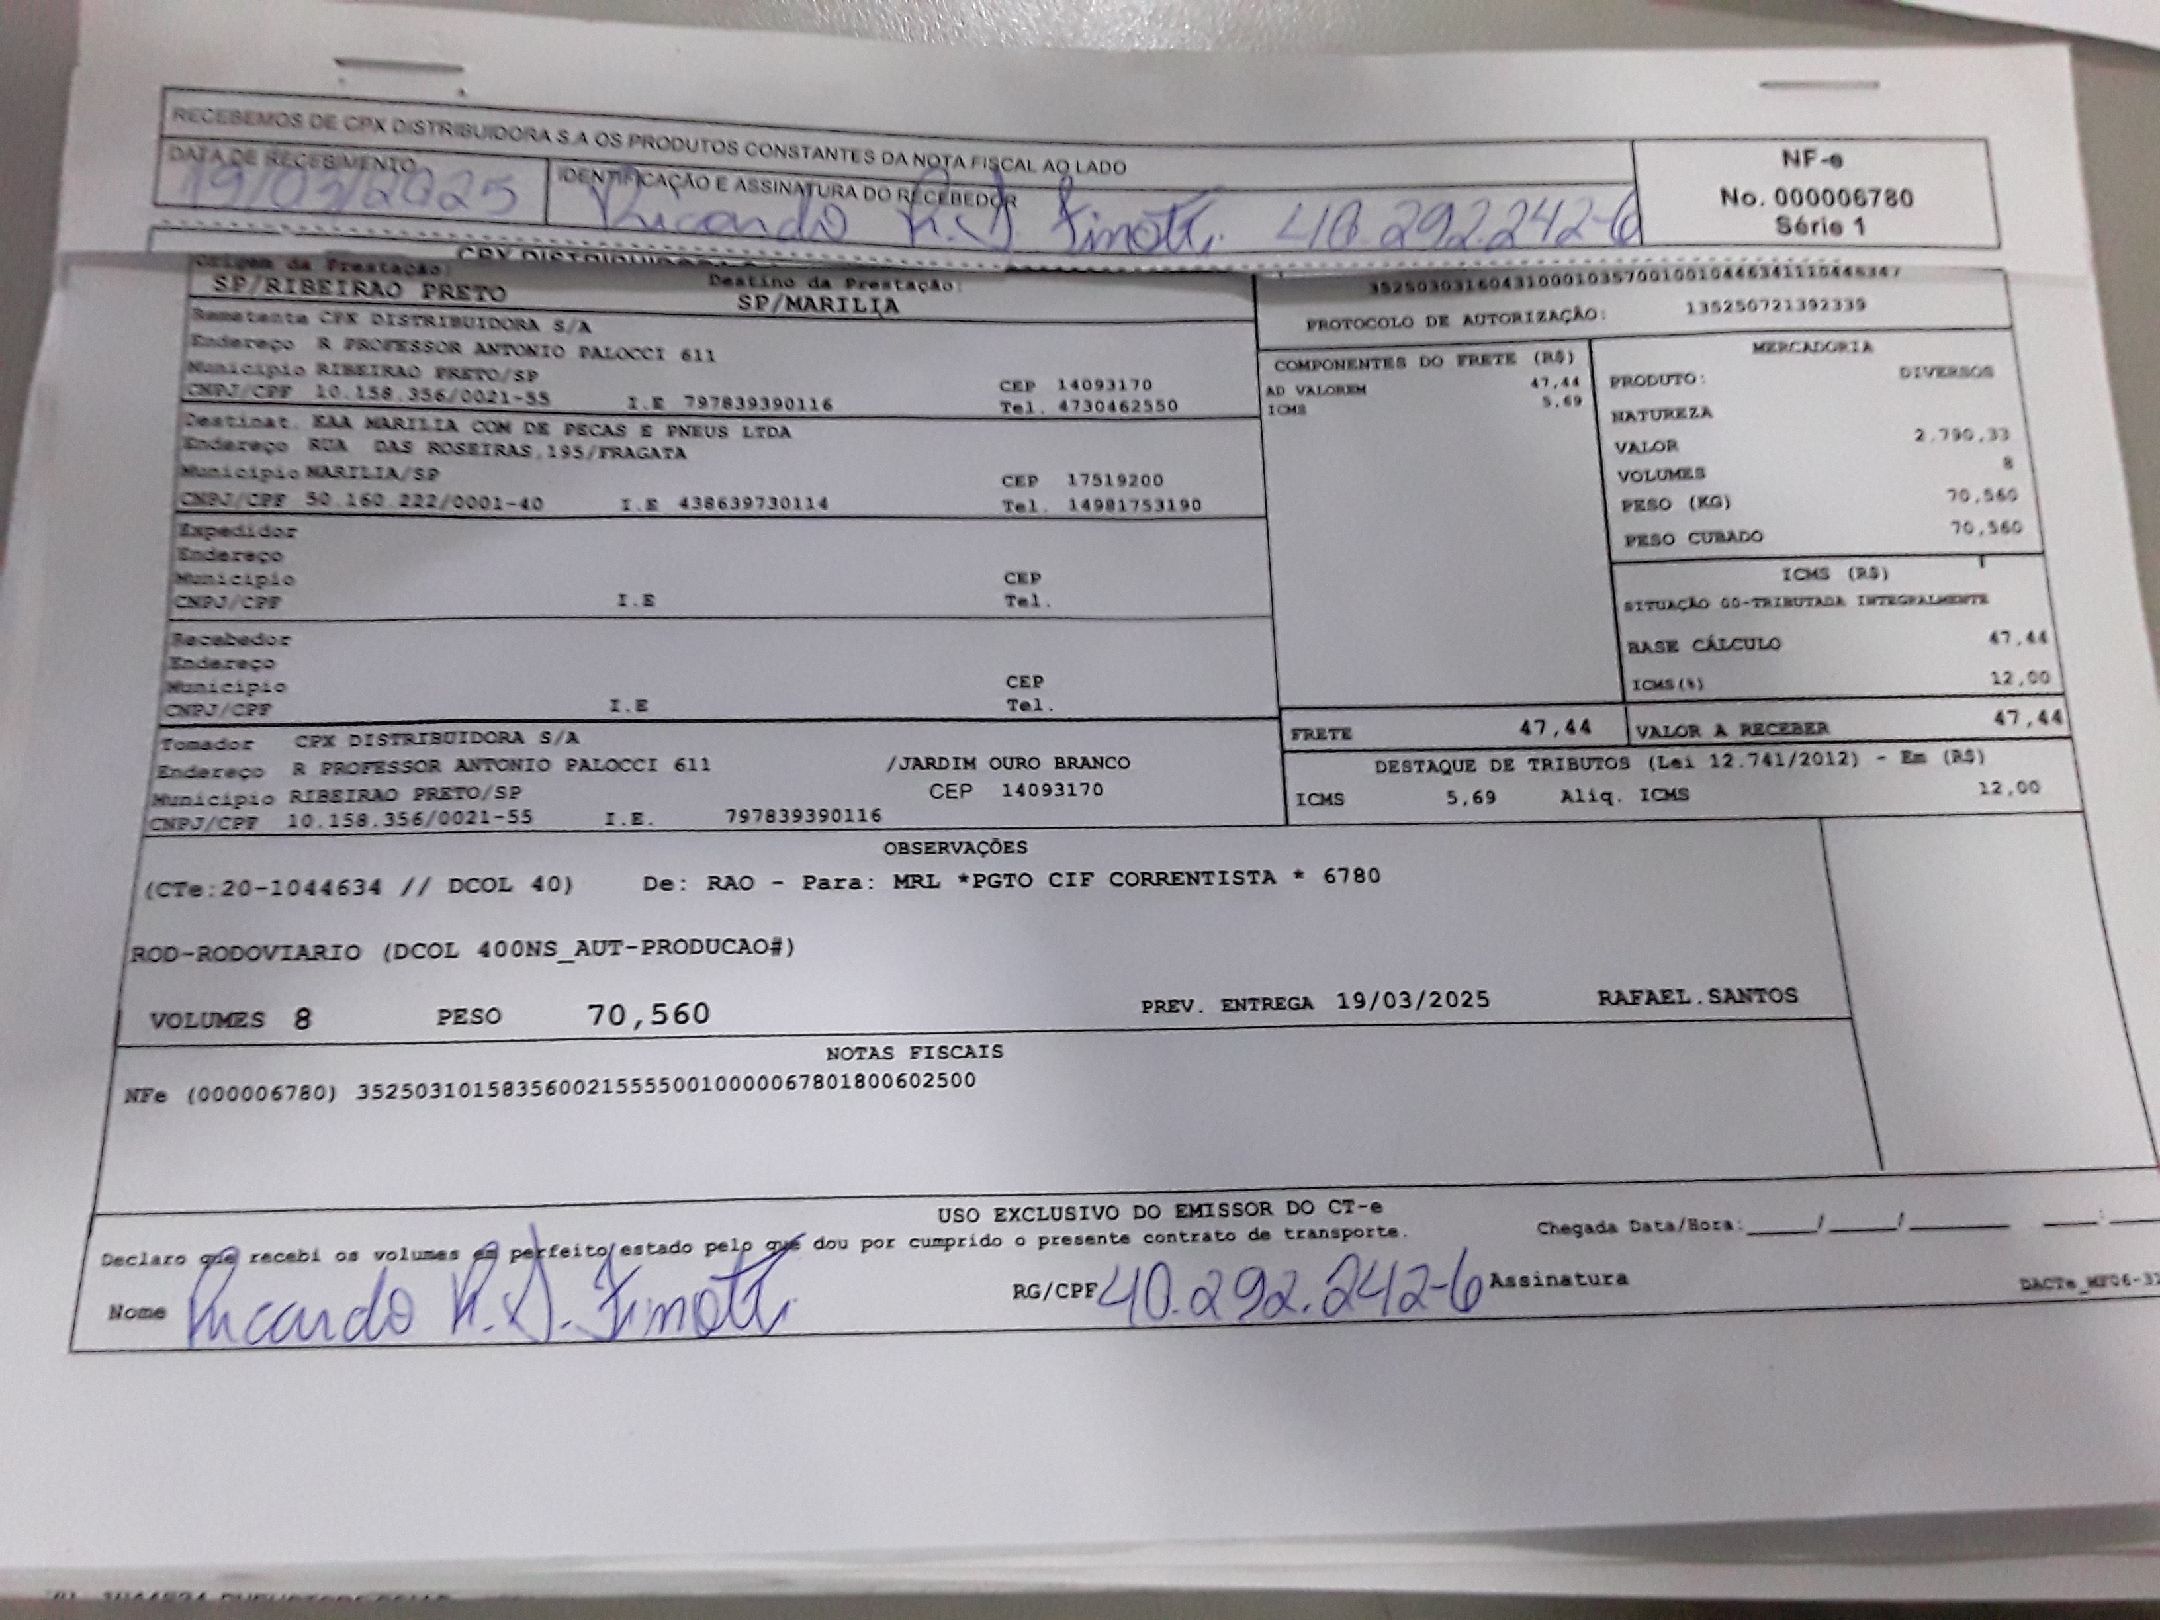 RECEBEMOS DE CPX DISTRIBUIDORA S.A OS PRODUTOS CONSTANTES DA NOTA FISCAL AO LADO
DATA DE RECEBIMENTO
19/03/2025
IDENTIFICAÇÃO E ASSINATURA DO RECEBEDOR
Ricardo R. D. Finoti 40.292.242-6
NF-e
No. 000006780
Série 1
Origem da Prestação:
SP/RIBEIRAO PRETO
Destino da Prestação:
SP/MARILIA
PROTOCOLO DE AUTORIZAÇÃO: 135250721392339
Remetente CPX DISTRIBUIDORA S/A
Endereço R PROFESSOR ANTONIO PALOCCI 611
Município RIBEIRAO PRETO/SP
CEP 14093170
CNPJ/CPF 10.158.356/0021-55 I.E 797839390116 Tel. 4730462550
Destinat. EAA MARILIA COM DE PECAS E PNEUS LTDA
Endereço RUA DAS ROSEIRAS,195/FRAGATA
Município MARILIA/SP
CEP 17519200
CNPJ/CPF 50.160.222/0001-40 I.E 438639730114 Tel. 14981753190
Expedidor
Endereço
Município CEP
CNPJ/CPF I.E Tel.
Recebedor
Endereço
Município CEP
CNPJ/CPF I.E Tel.
Tomador CPX DISTRIBUIDORA S/A
Endereço R PROFESSOR ANTONIO PALOCCI 611 /JARDIM OURO BRANCO
Município RIBEIRAO PRETO/SP CEP 14093170
CNPJ/CPF 10.158.356/0021-55 I.E. 797839390116
COMPONENTES DO FRETE (R$)
AD VALOREM 47,44
ICMS 5,69
MERCADORIA
PRODUTO: DIVERSOS
NATUREZA
VALOR 2.790,33
VOLUMES 8
PESO (KG) 70,560
PESO CUBADO 70,560
ICMS (R$)
SITUAÇÃO 00-TRIBUTADA INTEGRALMENTE
BASE CÁLCULO 47,44
ICMS(%) 12,00
FRETE 47,44
VALOR A RECEBER 47,44
DESTAQUE DE TRIBUTOS (Lei 12.741/2012) - Em (R$)
ICMS 5,69 Aliq. ICMS 12,00
OBSERVAÇÕES
(CTe:20-1044634 // DCOL 40) De: RAO - Para: MRL *PGTO CIF CORRENTISTA * 6780
ROD-RODOVIARIO (DCOL 400NS_AUT-PRODUCAO#)
VOLUMES 8 PESO 70,560 PREV. ENTREGA 19/03/2025 RAFAEL.SANTOS
NOTAS FISCAIS
NFe (000006780) 35250310158356002155550010000067801800602500
USO EXCLUSIVO DO EMISSOR DO CT-e
Declaro que recebi os volumes em perfeito estado pelo que dou por cumprido o presente contrato de transporte.
Chegada Data/Hora:____/____/______ ___:___
Nome Ricardo R. D. Finoti RG/CPF 40.292.242-6 Assinatura